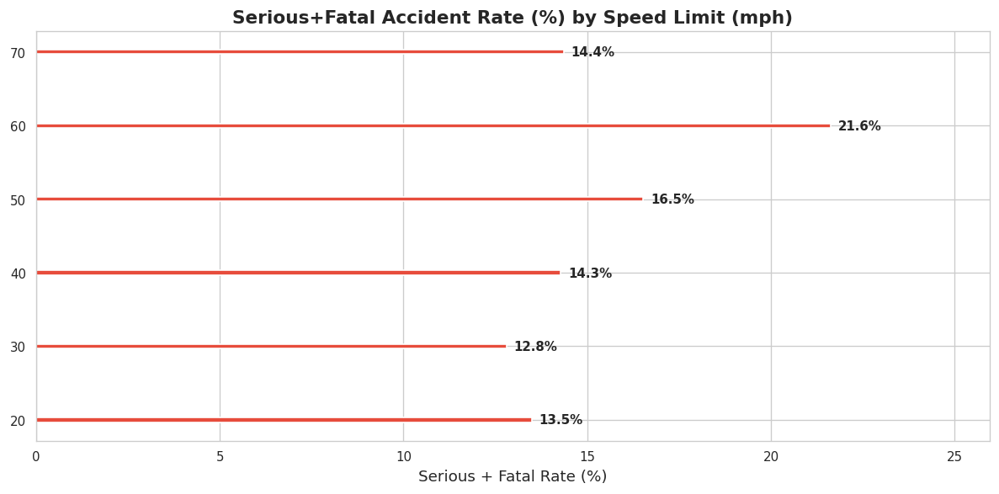 Serious+Fatal Accident Rate (%) by Speed Limit (mph)
70 14.4%
60 21.6%
50 16.5%
40 14.3%
30 12.8%
20 13.5%
0 5 10 15 20 25
Serious + Fatal Rate (%)